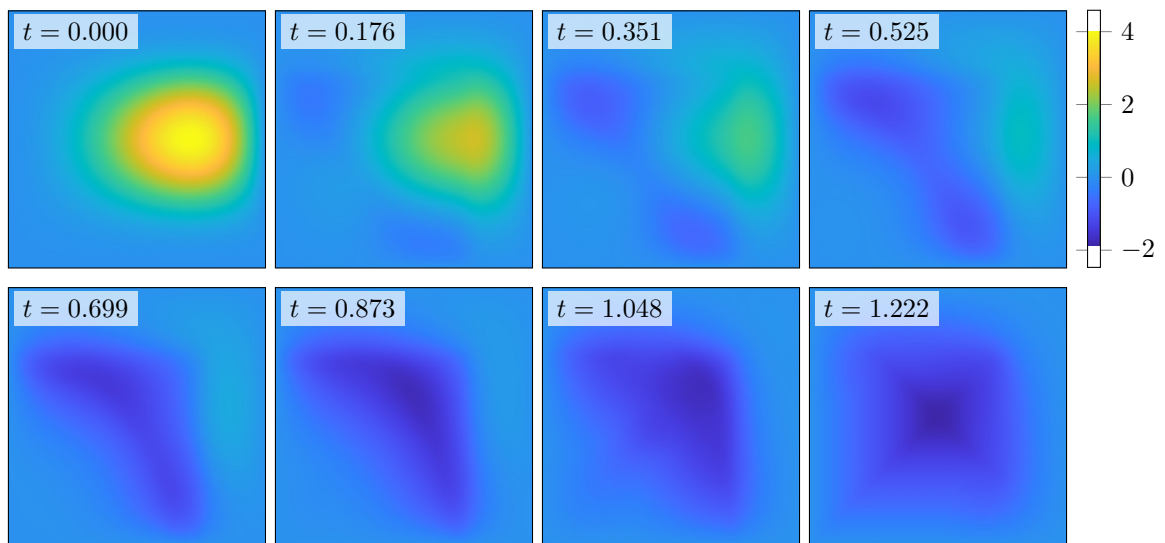 t = 0.000
t = 0.176
t = 0.351
t = 0.525
4
2
0
−2
t = 0.699
t = 0.873
t = 1.048
t = 1.222